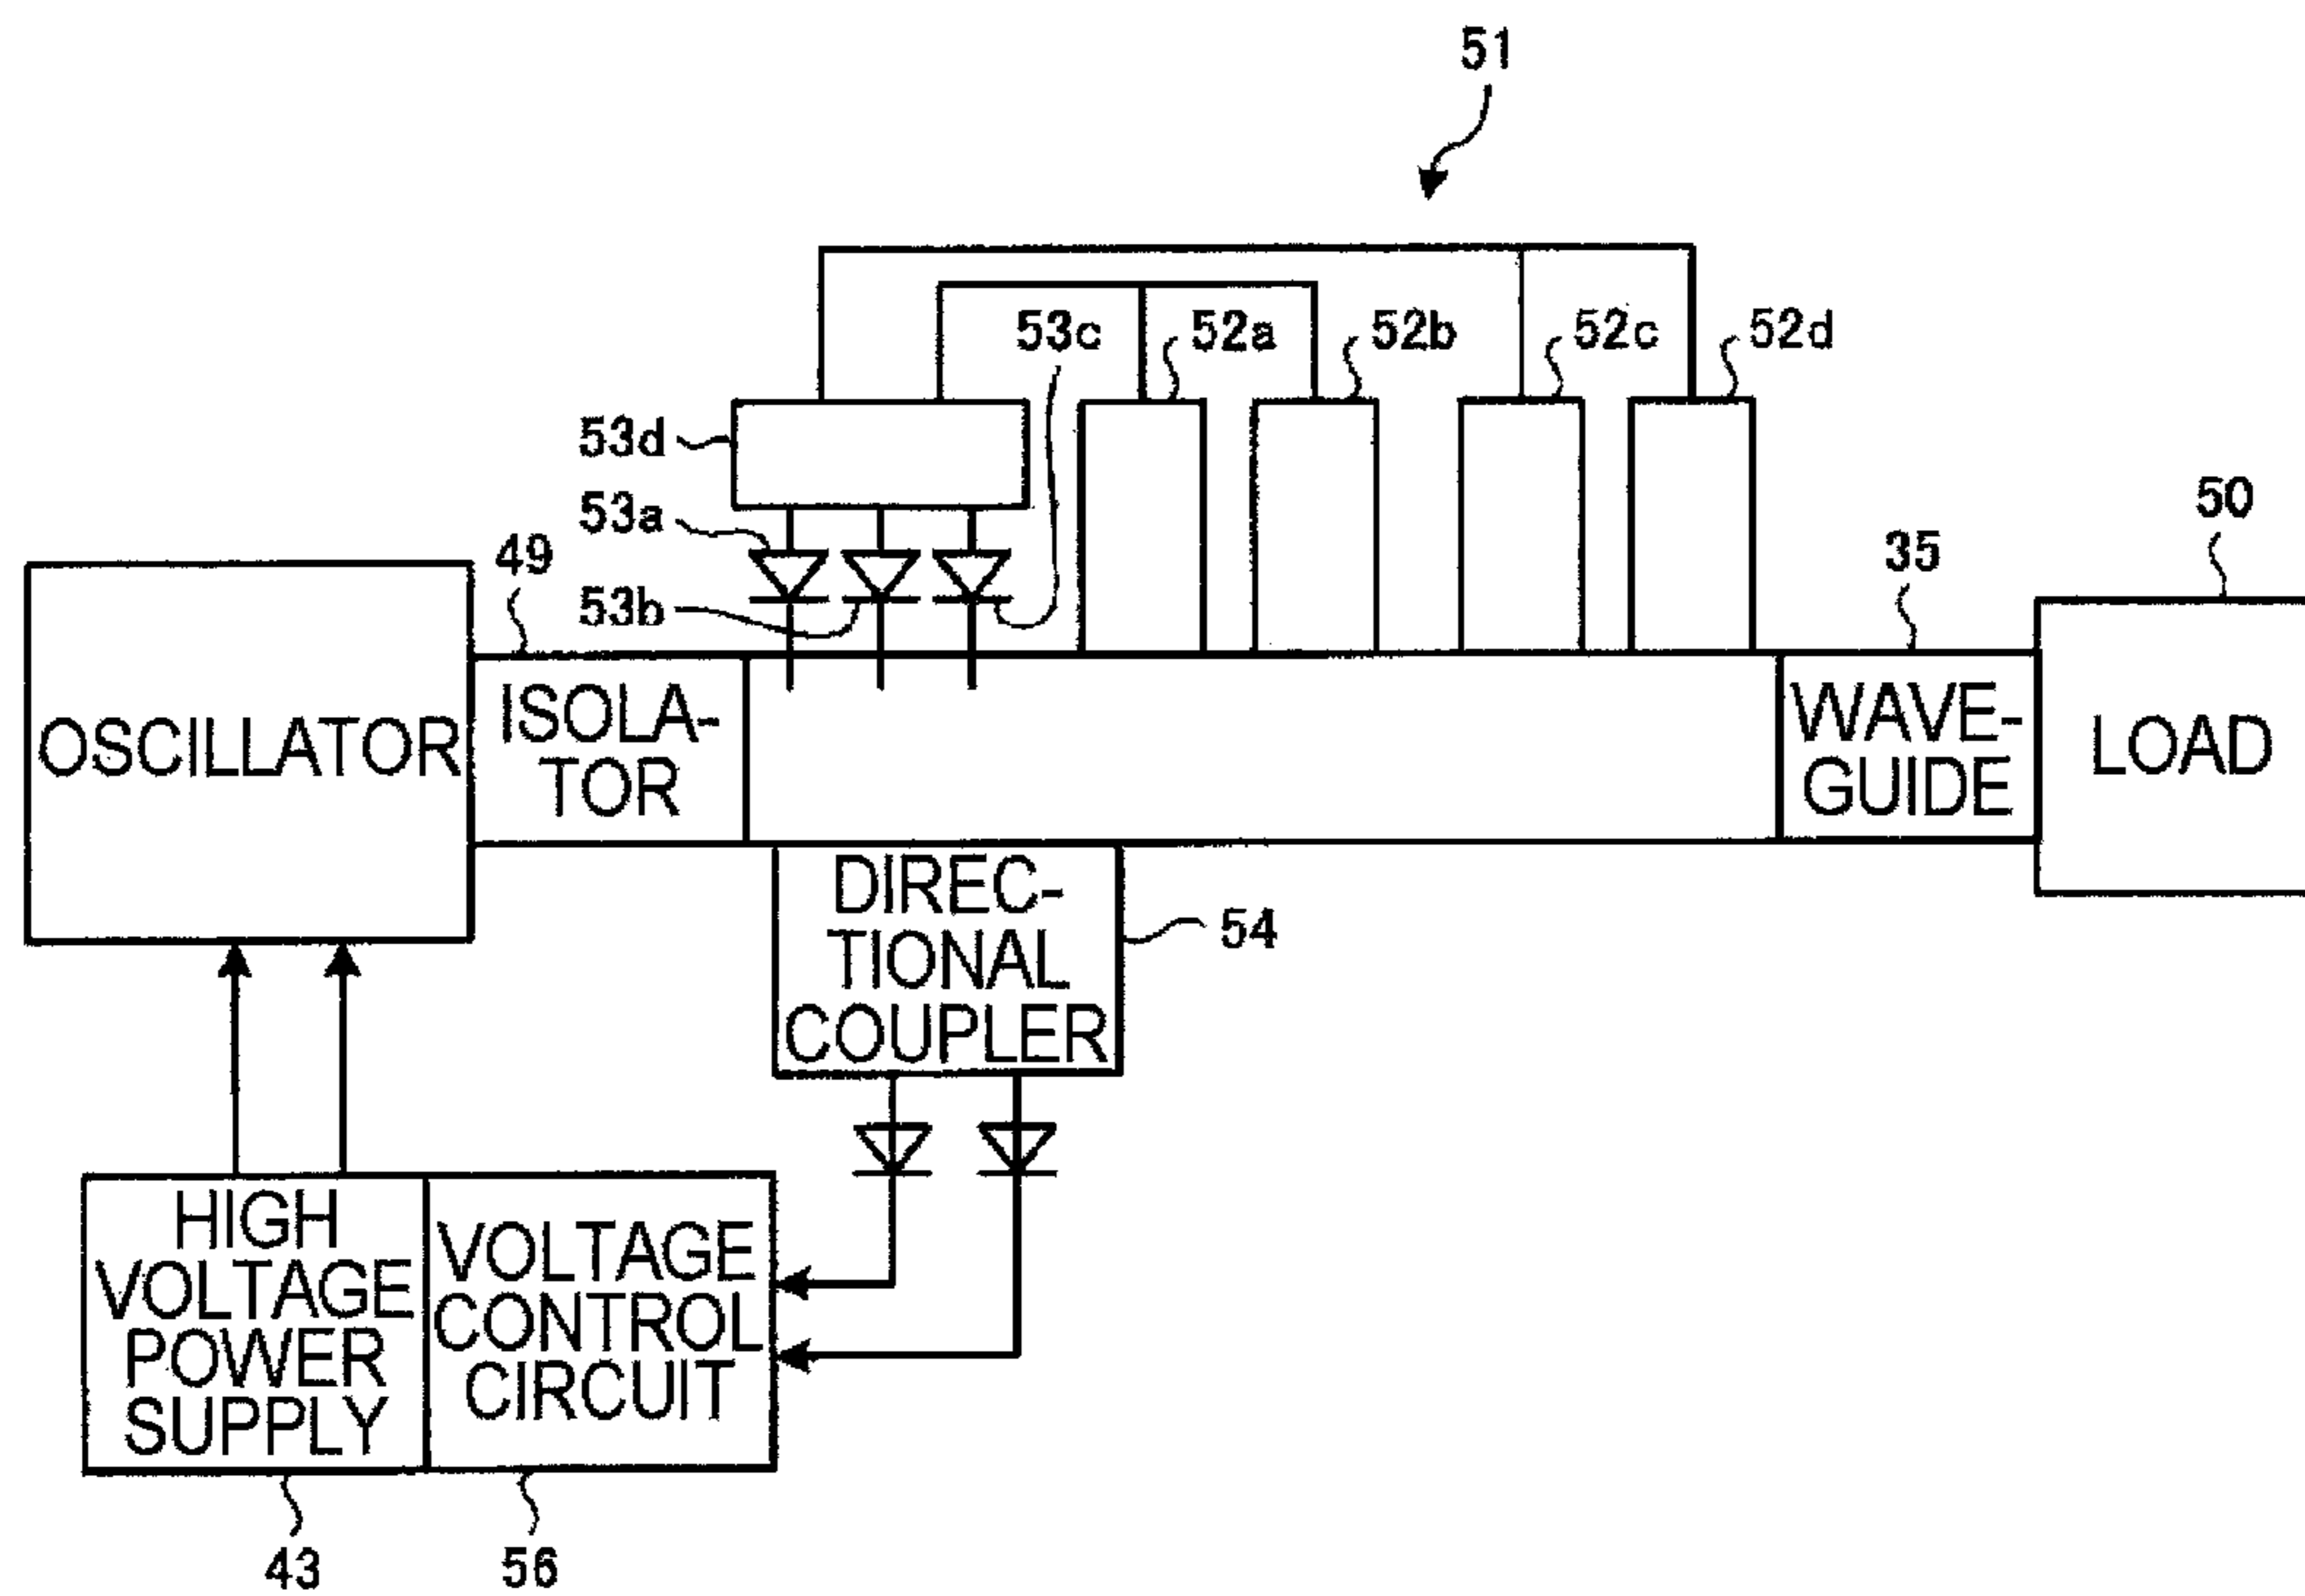 51
53c
52a
52b
52c
52d
53d
53a
49
53b
35
50
OSCILLATOR
ISOLA-
TOR
WAVE-
GUIDE
LOAD
DIREC-
TIONAL
COUPLER
54
HIGH
VOLTAGE
POWER
SUPPLY
VOLTAGE
CONTROL
CIRCUIT
43
56